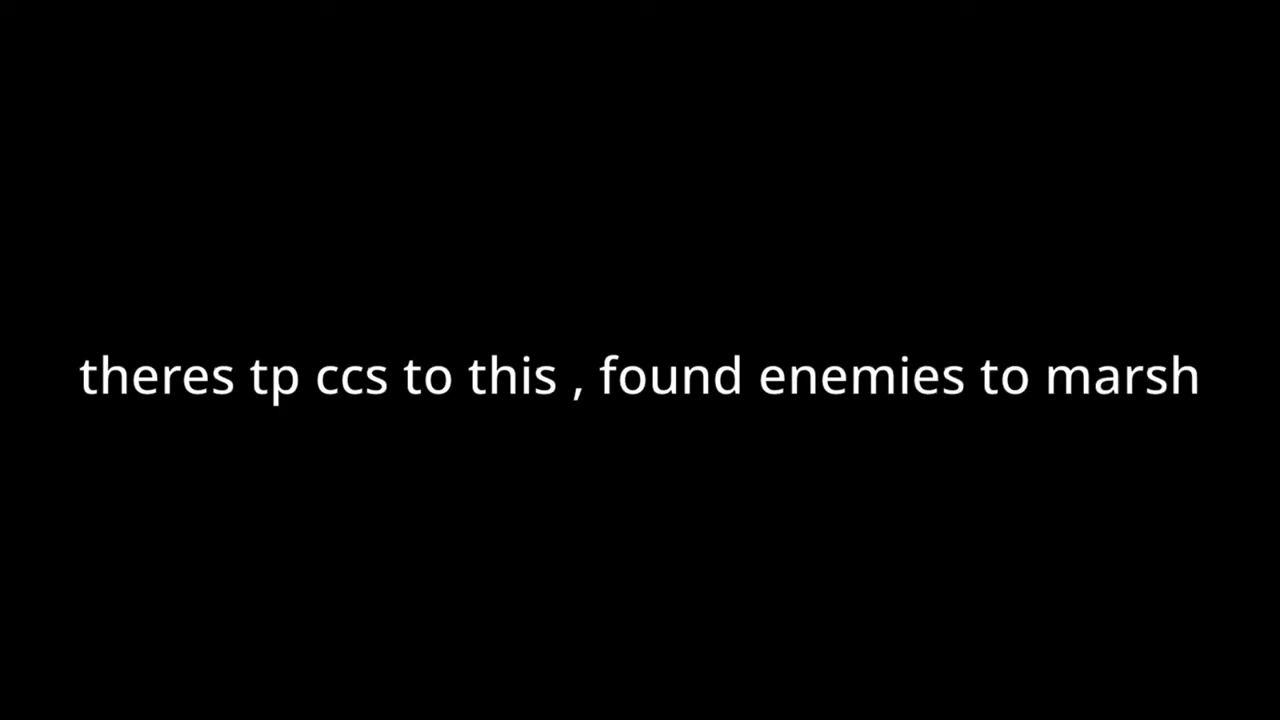 theres tp ccs to this , found enemies to marsh